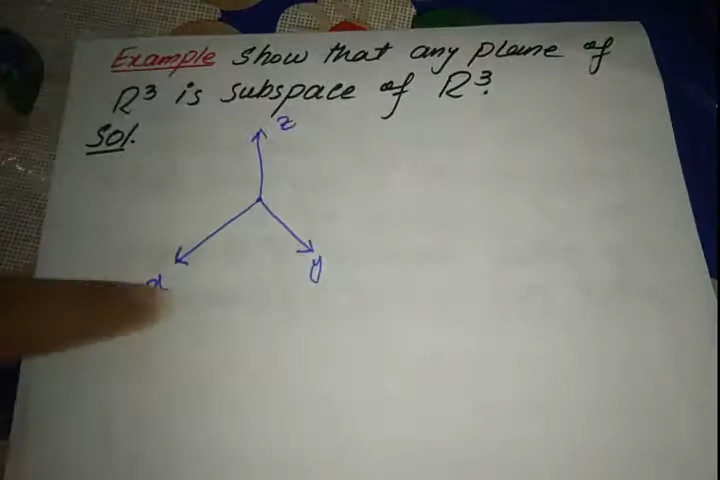 Example Show that any plane of
R³ is subspace of R³?
Sol.
z
y
x